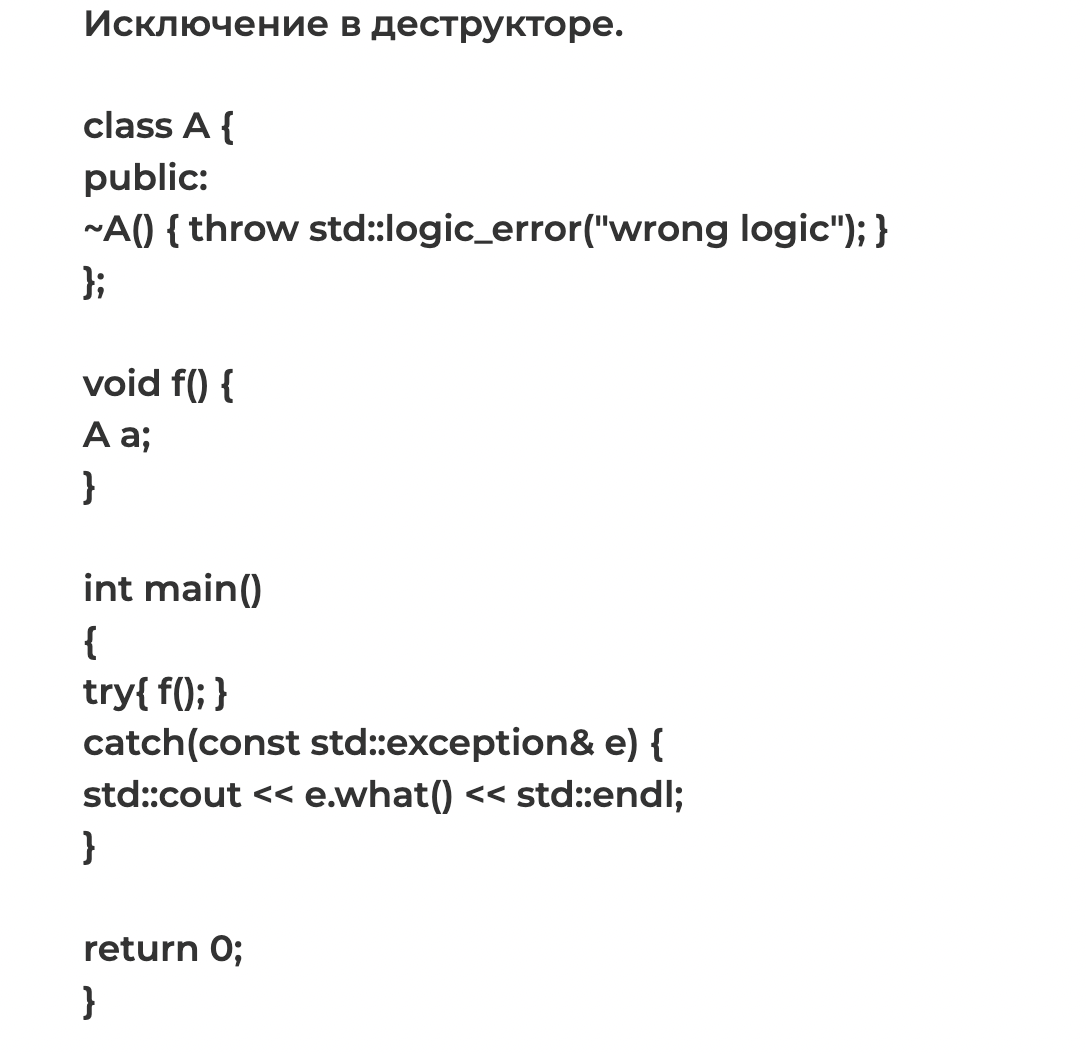 Исключение в деструкторе.
class A {
public:
~A() { throw std::logic_error("wrong logic"); }
};
void f() {
A a;
}
int main()
{
try{ f(); }
catch(const std::exception& e) {
std::cout << e.what() << std::endl;
}
return 0;
}